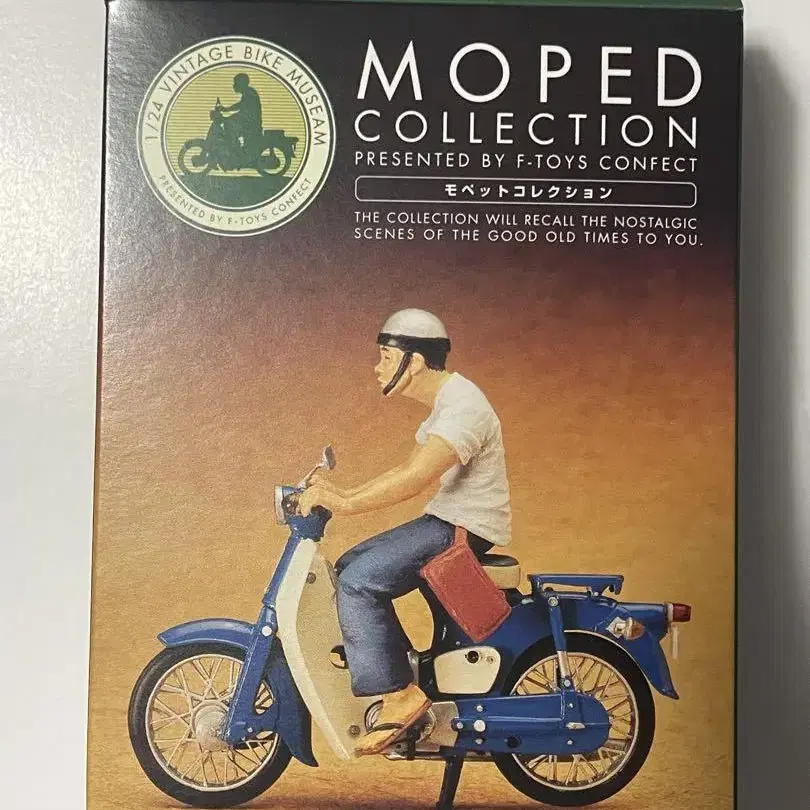 1/24 VINTAGE BIKE MUSEAM
PRESENTED BY F-TOYS CONFECT
MOPED
COLLECTION
PRESENTED BY F-TOYS CONFECT
モペットコレクション
THE COLLECTION WILL RECALL THE NOSTALGIC
SCENES OF THE GOOD OLD TIMES TO YOU.